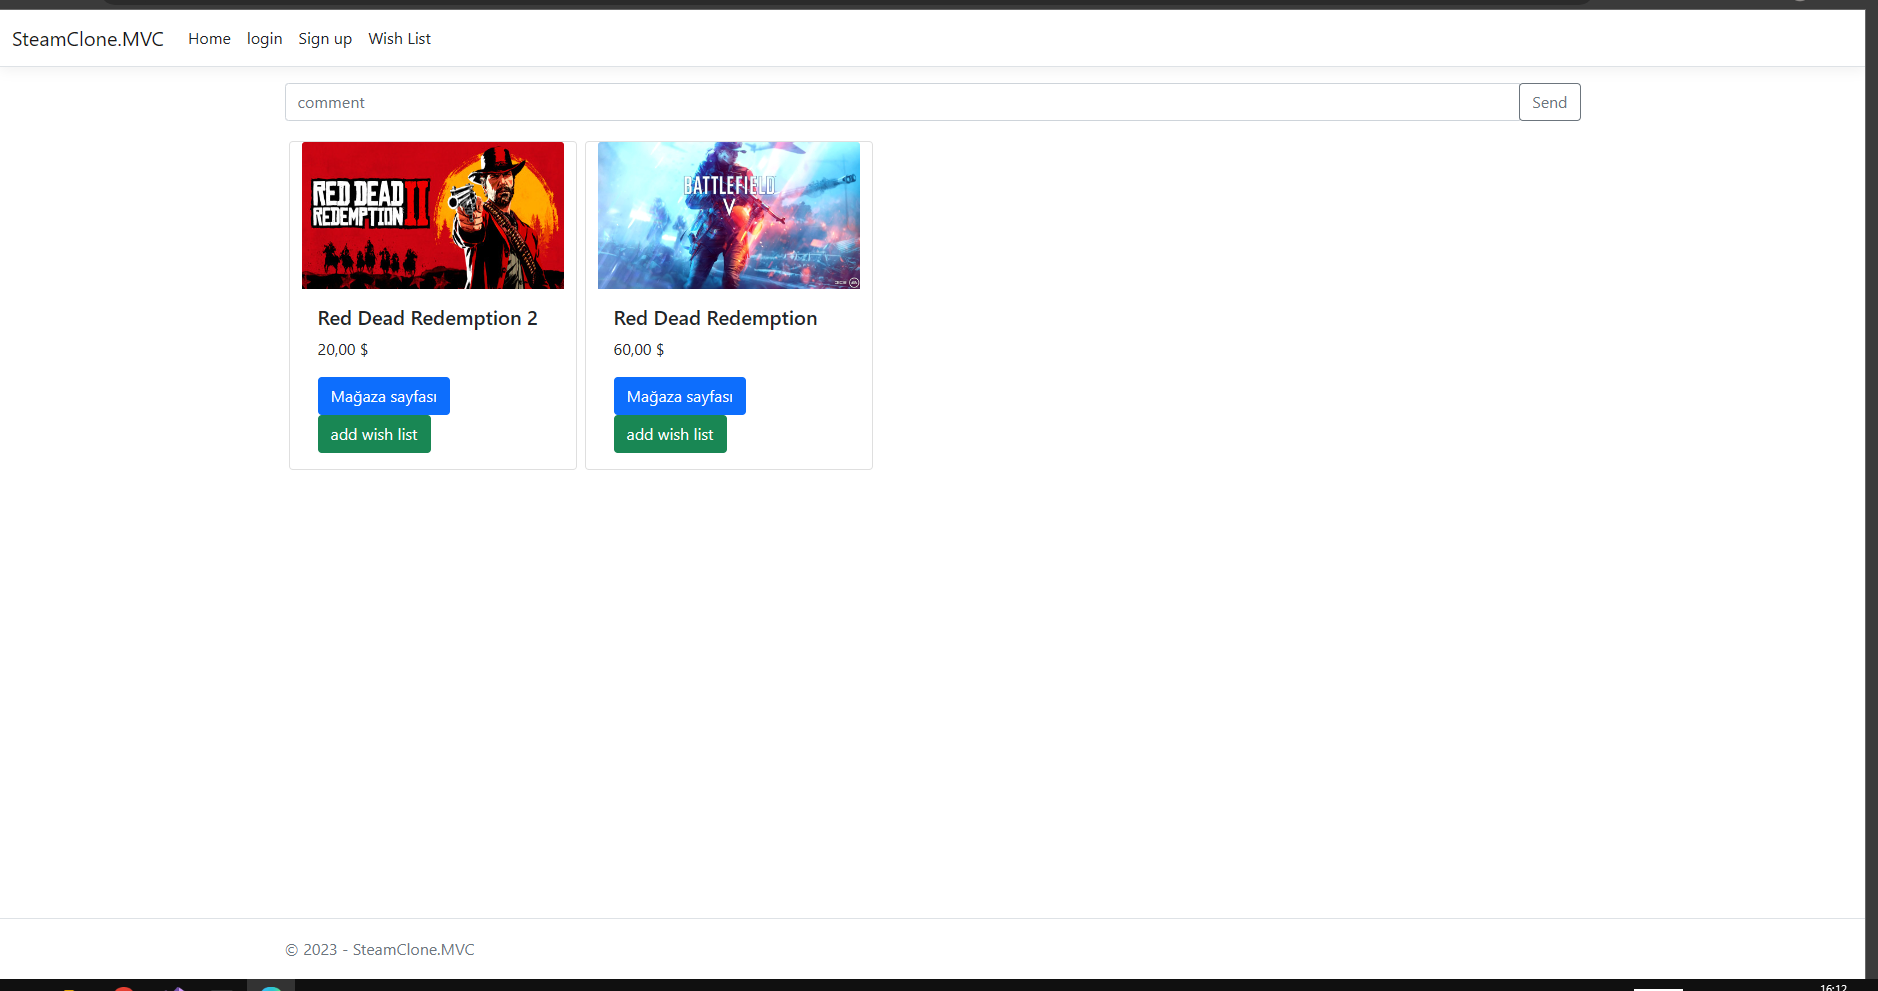 SteamClone.MVC Home login Sign up Wish List
comment Send
RED DEAD
REDEMPTION II
BATTLEFIELD
V
Red Dead Redemption 2
20,00 $
Mağaza sayfası
add wish list
Red Dead Redemption
60,00 $
Mağaza sayfası
add wish list
© 2023 - SteamClone.MVC
16:12